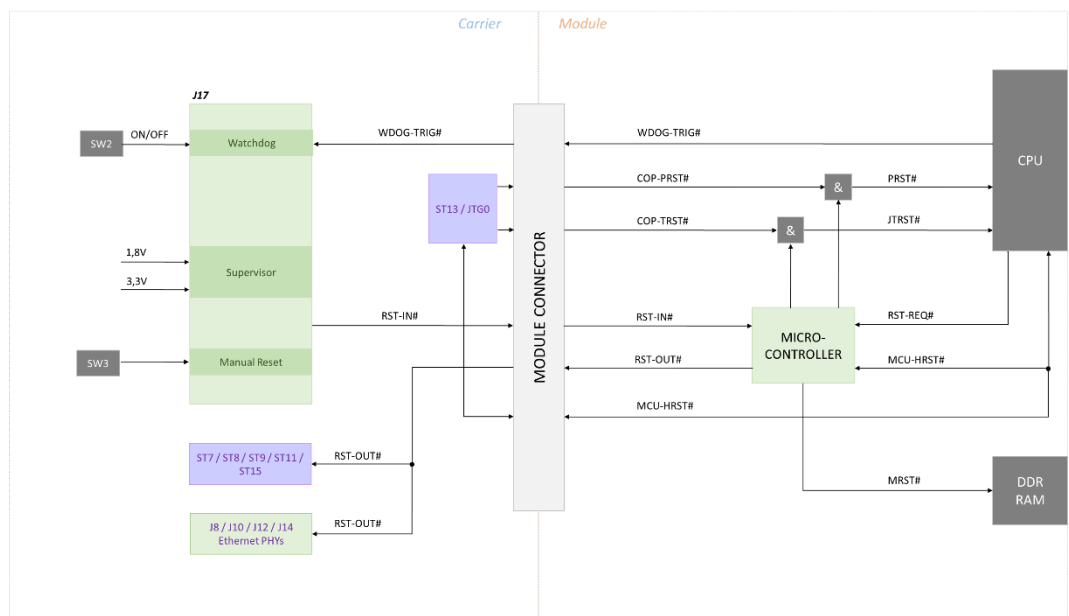 Carrier
Module
J17
SW2
ON/OFF
Watchdog
WDOG-TRIG#
WDOG-TRIG#
CPU
ST13 / JTG0
COP-PRST#
&
PRST#
COP-TRST#
&
JTRST#
1,8V
Supervisor
3,3V
MODULE CONNECTOR
RST-IN#
RST-IN#
MICRO-
CONTROLLER
RST-REQ#
SW3
Manual Reset
RST-OUT#
MCU-HRST#
MCU-HRST#
ST7 / ST8 / ST9 / ST11 /
ST15
RST-OUT#
MRST#
DDR
RAM
J8 / J10 / J12 / J14
Ethernet PHYs
RST-OUT#